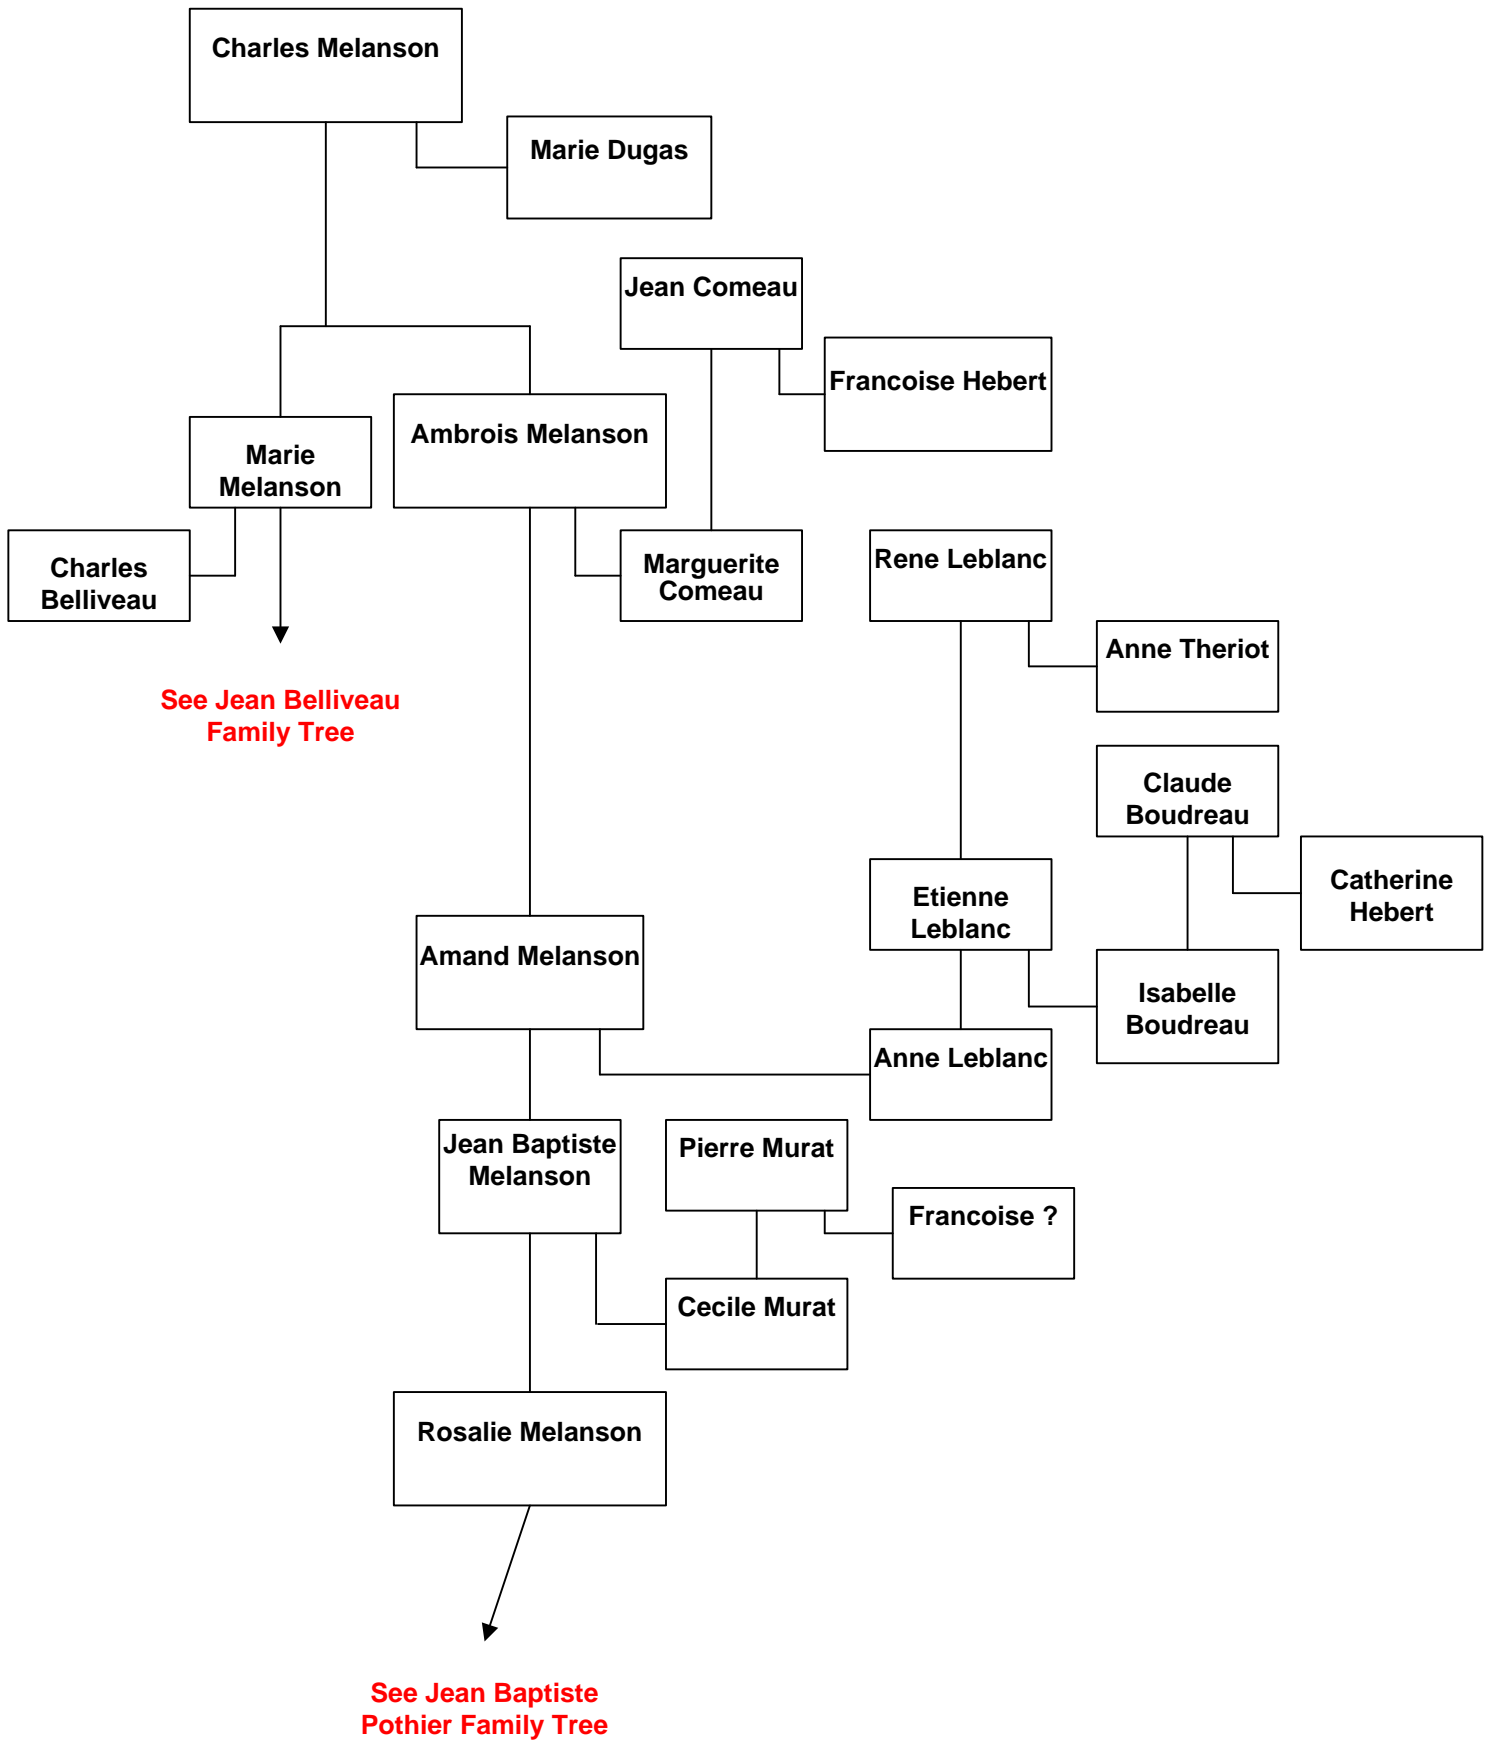 Charles Melanson
Marie Dugas
Jean Comeau
Francoise Hebert
Ambrois Melanson
Marie
Melanson
Charles
Belliveau
Marguerite
Comeau
Rene Leblanc
Anne Theriot
See Jean Belliveau
Family Tree
Claude
Boudreau
Catherine
Hebert
Etienne
Leblanc
Amand Melanson
Isabelle
Boudreau
Anne Leblanc
Jean Baptiste
Melanson
Pierre Murat
Francoise ?
Cecile Murat
Rosalie Melanson
See Jean Baptiste
Pothier Family Tree